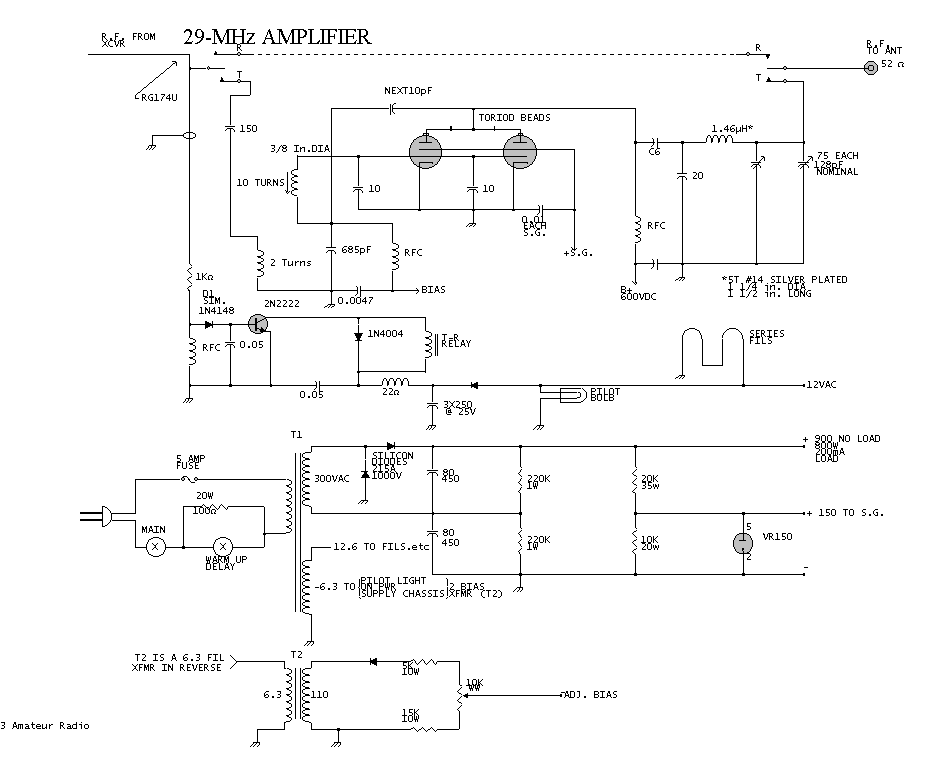 29-MHz AMPLIFIER
R.F. FROM
XCVR
R
R
R.F.
TO ANT
52 Ω
T
T
RG174U
NEXT10pF
TORIOD BEADS
150
3/8 In.DIA
1.46µH*
C6
75 EACH
128pF
NOMINAL
10 TURNS
10
10
20
0.01
EACH
S.G.
RFC
685pF
RFC
+S.G.
2 Turns
1KΩ
BIAS
0.0047
B+
600VDC
*5T #14 SILVER PLATED
1 1/4 in. DIA
1 1/2 in. LONG
D1
SIM.
1N4148
2N2222
1N4004
T-R
RELAY
SERIES
FILS
RFC
0.05
0.05
22Ω
12VAC
3X250
@ 25V
PILOT
BULB
T1
+ 900 NO LOAD
800W
200mA
LOAD
5 AMP
FUSE
300VAC
SILICON
DIODES
2.5A
1000V
80
450
220K
1W
20K
35w
20W
100Ω
+ 150 TO S.G.
MAIN
WARM UP
DELAY
80
450
220K
1W
10K
20w
5
VR150
2
12.6 TO FILS.etc
-
-6.3 TO
PILOT LIGHT
ON PWR
SUPPLY CHASSIS
2 BIAS
XFMR (T2)
T2
T2 IS A 6.3 FIL
XFMR IN REVERSE
5K
10W
6.3
110
10K
WW
ADJ. BIAS
15K
10W
3 Amateur Radio